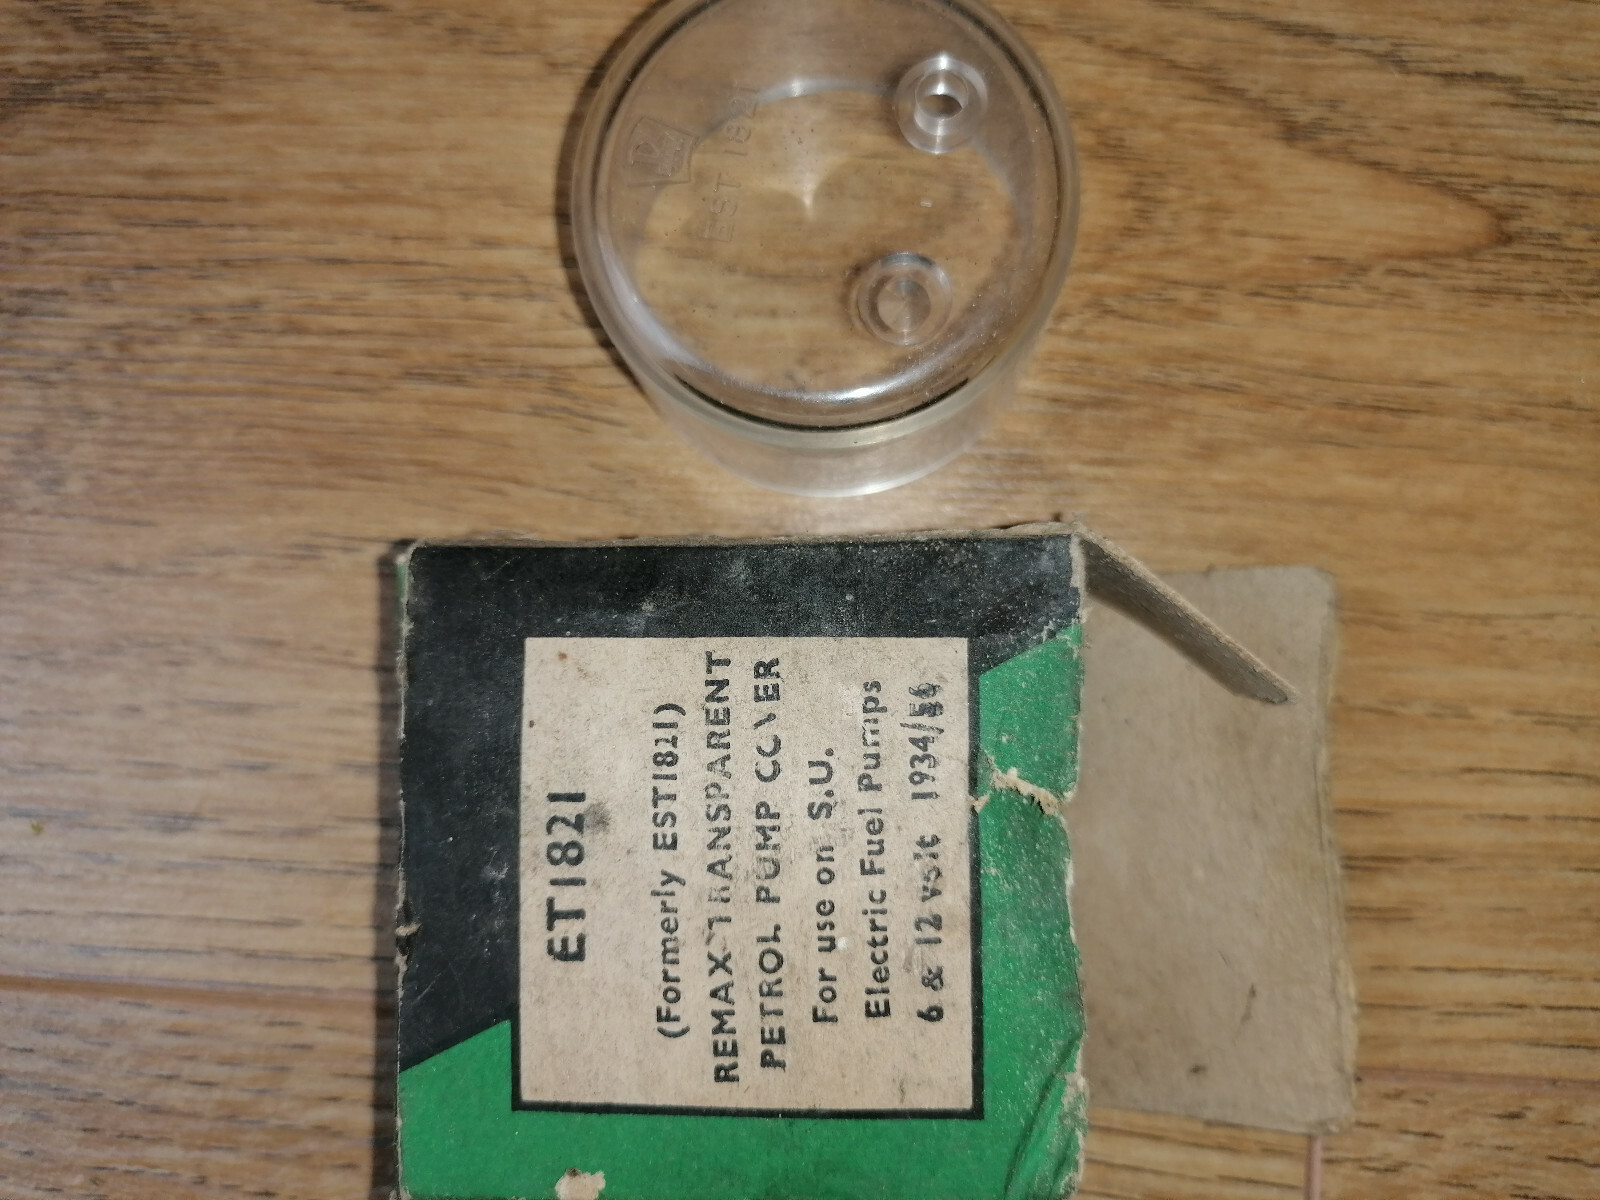 EST 1821
ET1821
(Formerly EST1821)
REMAX TRANSPARENT
PETROL PUMP COVER
For use on S.U.
Electric Fuel Pumps
6 & 12 volt 1934/56